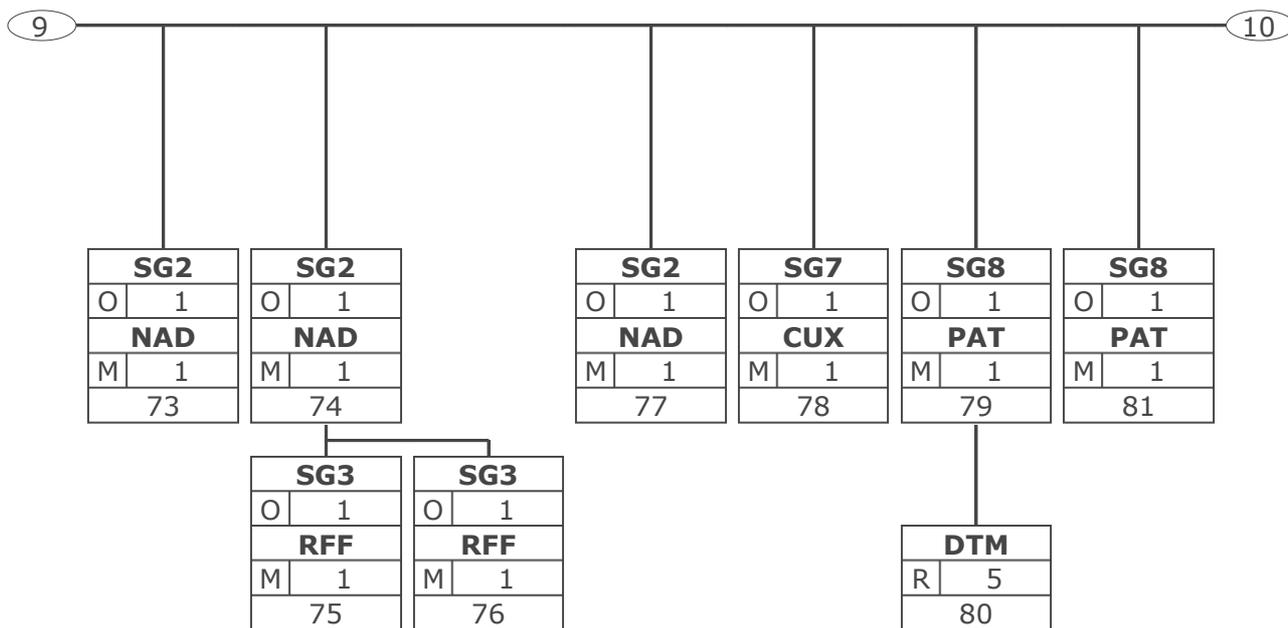 9 10
SG2 SG2 SG2 SG7 SG8 SG8
O 1 O 1 O 1 O 1 O 1 O 1
NAD NAD NAD CUX PAT PAT
M 1 M 1 M 1 M 1 M 1 M 1
73 74 77 78 79 81
SG3 SG3
O 1 O 1
RFF RFF DTM
M 1 M 1 R 5
75 76 80